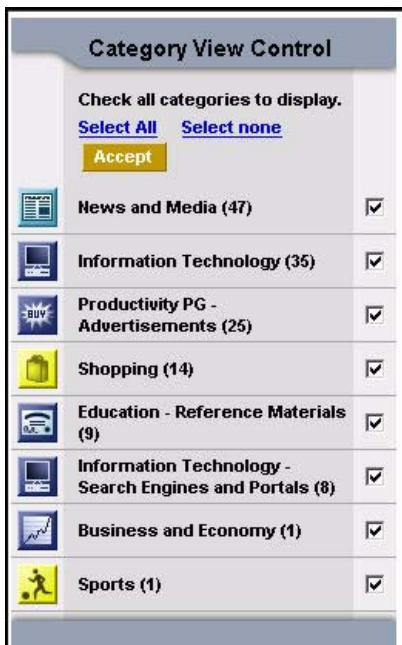 Category View Control
Check all categories to display.
Select All Select none
Accept
News and Media (47)
Information Technology (35)
BUY
Productivity PG -
Advertisements (25)
Shopping (14)
Education - Reference Materials
(9)
Information Technology -
Search Engines and Portals (8)
Business and Economy (1)
Sports (1)